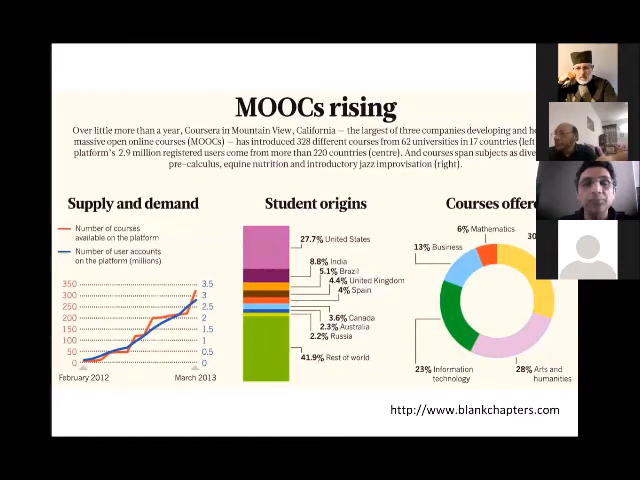 MOOCs rising
Over little more than a year, Coursera in Mountain View, California — the largest of three companies developing and
massive open online courses (MOOCs) — has introduced 328 different courses from 62 universities in 17 countries (left
platform's 2.9 million registered users come from more than 220 countries (centre). And courses span subjects as
pre-calculus, equine nutrition and introductory jazz improvisation (right).
Supply and demand
Number of courses
available on the platform
Number of user accounts
on the platform (millions)
350 3.5
300 3
250 2.5
200 2
150 1.5
100 1
50 0.5
0 0
February 2012 March 2013
Student origins
27.7% United States
8.8% India
5.1% Brazil
4.4% United Kingdom
4% Spain
3.6% Canada
2.3% Australia
2.2% Russia
41.9% Rest of world
Courses
6% Mathematics
13% Business
23% Information
technology
28% Arts and
humanities
http://www.blankchapters.com